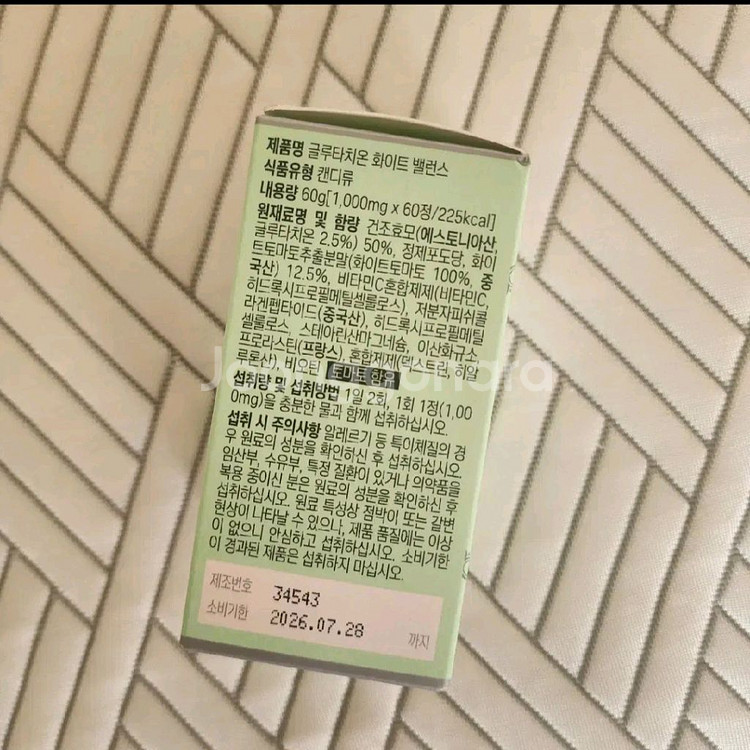 제품명 글루타치온 화이트 밸런스
식품유형 캔디류
내용량 60g[1,000mg x 60정/225kcal]
원재료명 및 함량 건조효모(에스토니아산,
글루타치온 2.5%) 50%, 정제포도당, 화이
트토마토추출분말(화이트토마토 100%, 중
국산) 12.5%, 비타민C혼합제제(비타민C,
히드록시프로필메틸셀룰로스), 저분자피쉬콜
라겐펩타이드(중국산), 히드록시프로필메틸
셀룰로스, 스테아린산마그네슘, 이산화규소,
프로라스틴(프랑스), 혼합제제(덱스트린, 히알
루론산), 비오틴 토마토 함유
섭취량 및 섭취방법 1일 2회, 1회 1정(1,00
0mg)을 충분한 물과 함께 섭취하십시오.
섭취 시 주의사항 알레르기 등 특이체질의 경
우 원료의 성분을 확인하신 후 섭취하십시오.
임산부, 수유부, 특정 질환이 있거나 의약품을
복용 중이신 분은 원료의 성분을 확인하신 후
섭취하십시오. 원료 특성상 점박이 또는 갈변
현상이 나타날 수 있으나, 제품 품질에는 이상
이 없으니 안심하고 섭취하십시오. 소비기한
이 경과된 제품은 섭취하지 마십시오.
제조번호 34543
소비기한 2026.07.28 까지